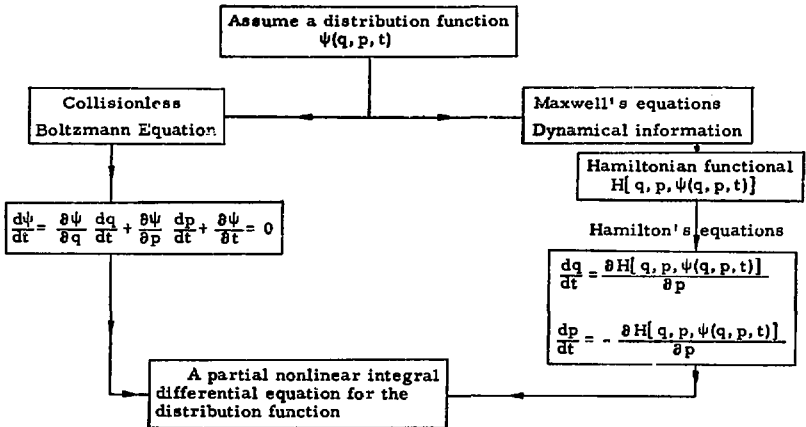 Assume a distribution function
ψ(q, p, t)
Collisionless
Boltzmann Equation
Maxwell's equations
Dynamical information
Hamiltonian functional
H[ q, p, ψ(q, p, t)]
Hamilton's equations
dψ/dt = ∂ψ/∂q dq/dt + ∂ψ/∂p dp/dt + ∂ψ/∂t = 0
dq/dt = ∂H[ q, p, ψ(q, p, t)]/∂p
dp/dt = - ∂H[ q, p, ψ(q, p, t)]/∂p
A partial nonlinear integral
differential equation for the
distribution function